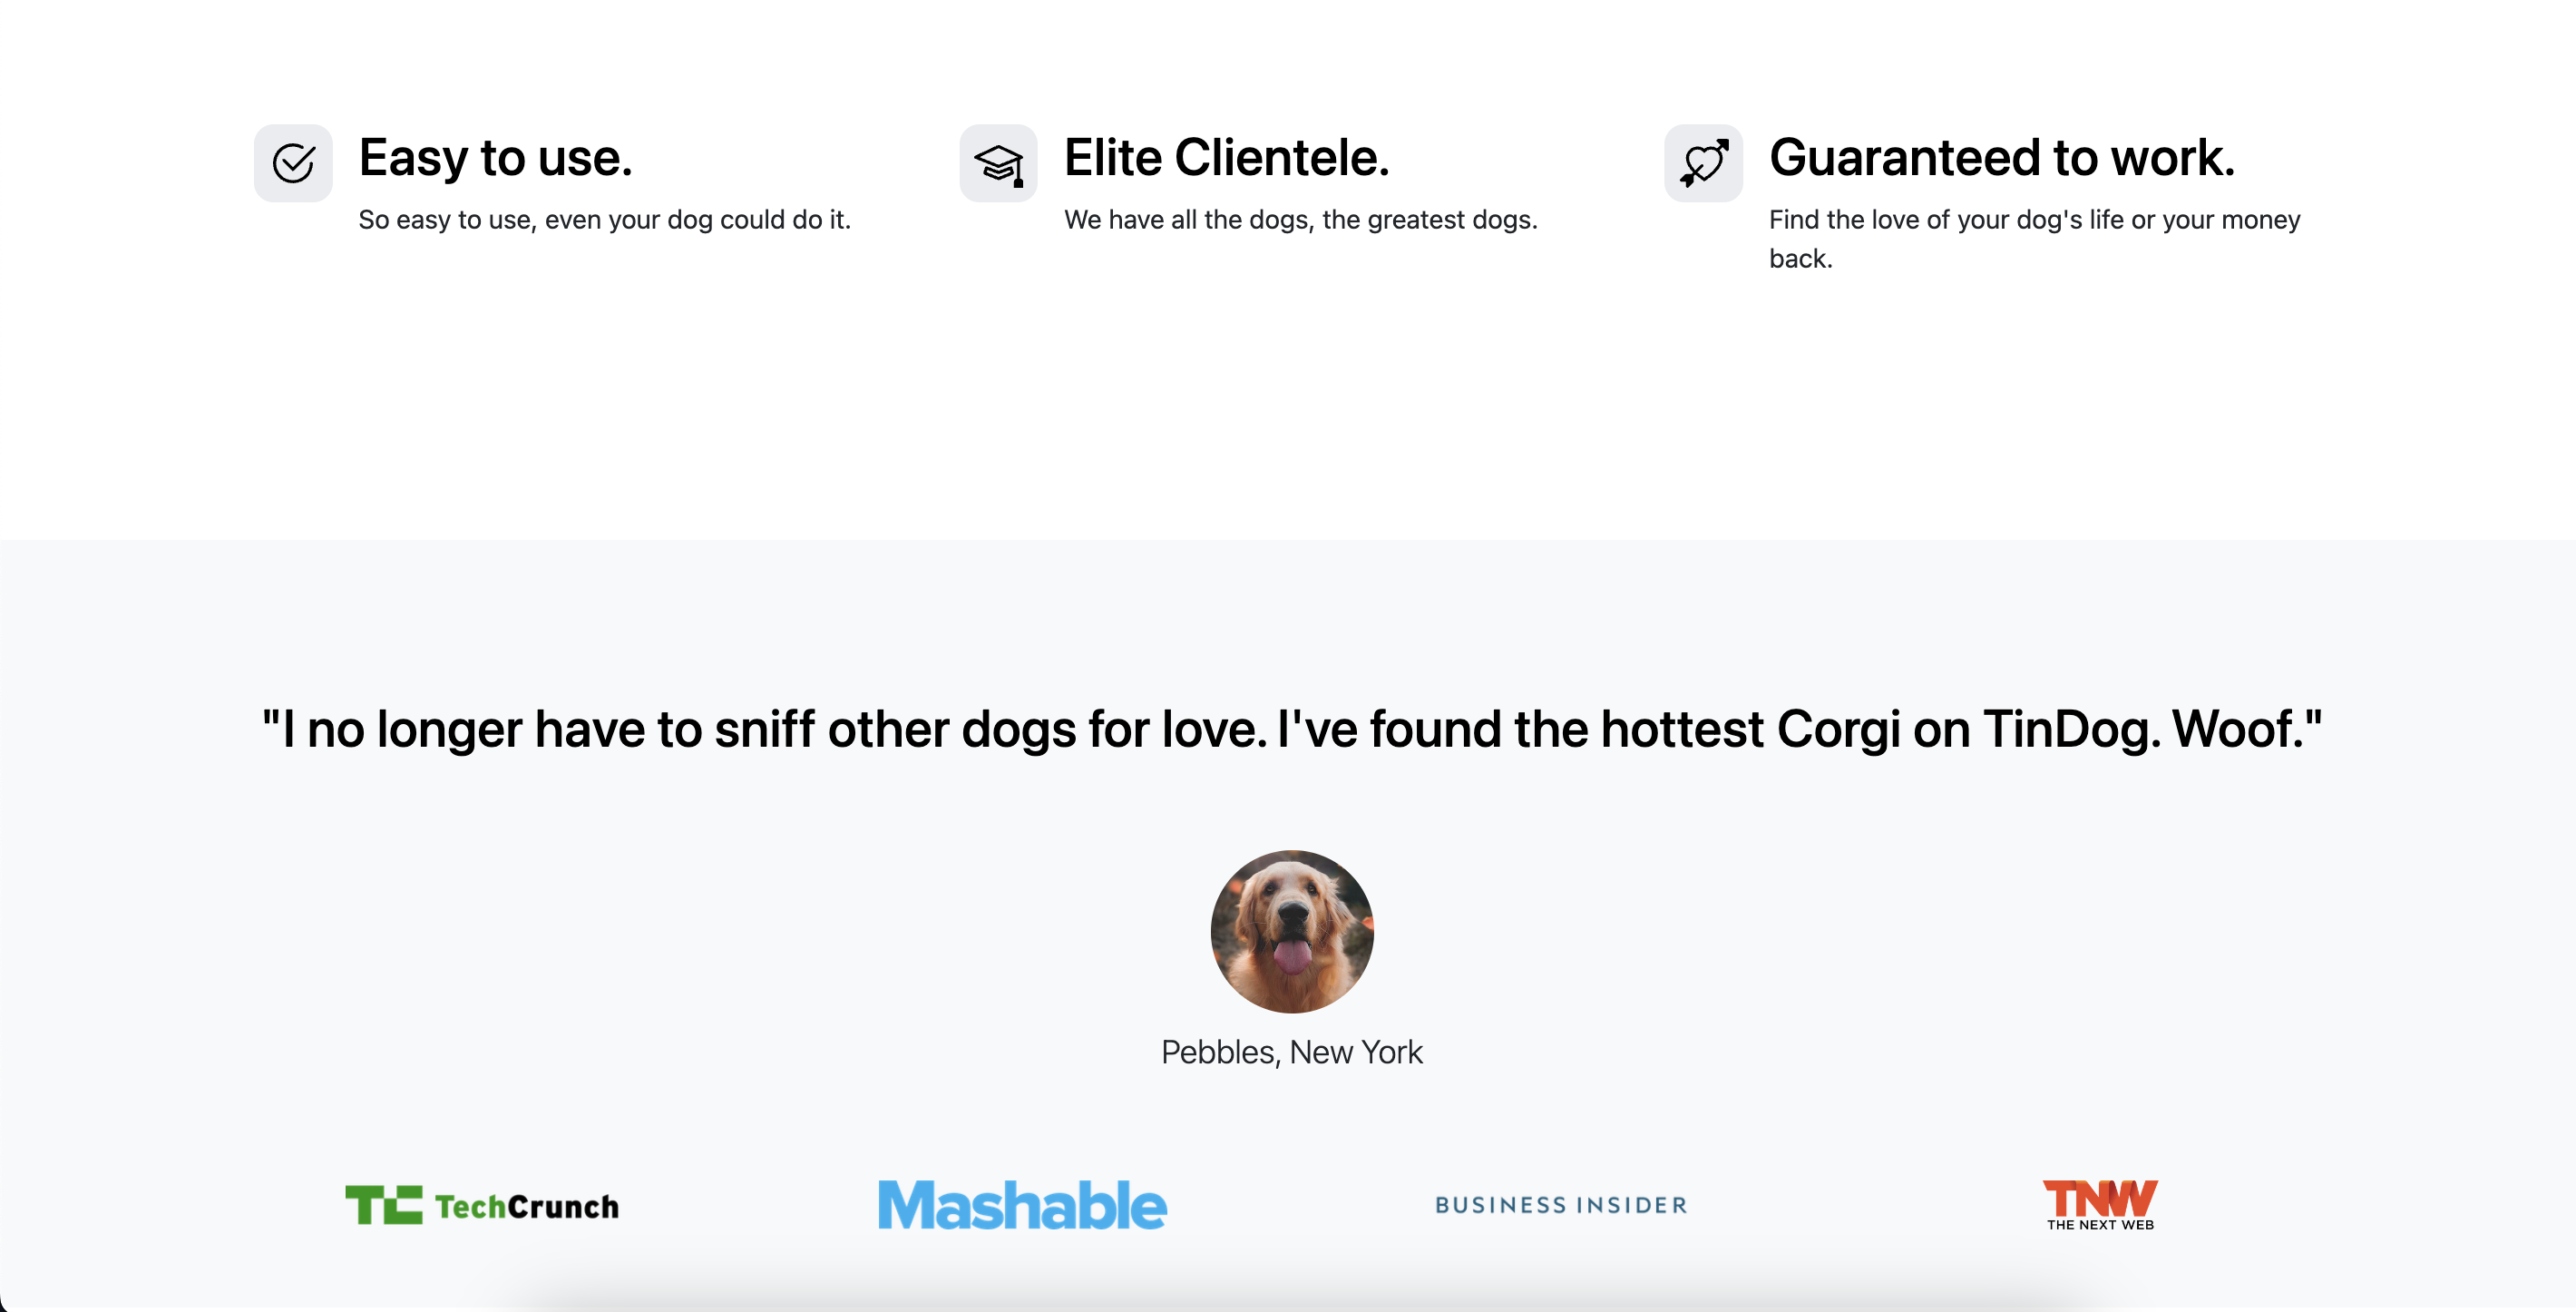 Easy to use.
So easy to use, even your dog could do it.
Elite Clientele.
We have all the dogs, the greatest dogs.
Guaranteed to work.
Find the love of your dog's life or your money
back.
"I no longer have to sniff other dogs for love. I've found the hottest Corgi on TinDog. Woof."
Pebbles, New York
TC TechCrunch
Mashable
BUSINESS INSIDER
TNW
THE NEXT WEB